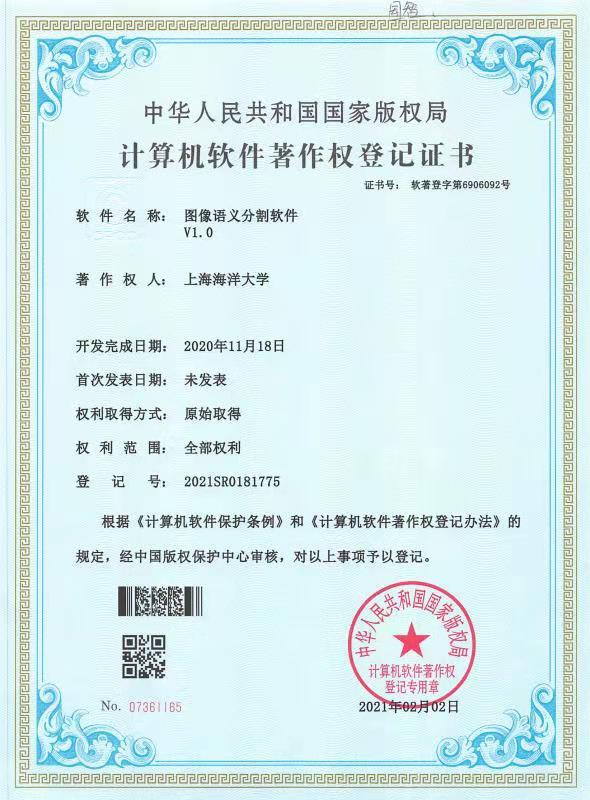 中华人民共和国国家版权局
计算机软件著作权登记证书
证书号： 软著登字第6906092号
软件名称： 图像语义分割软件
V1.0
著作权人： 上海海洋大学
开发完成日期： 2020年11月18日
首次发表日期： 未发表
权利取得方式： 原始取得
权利范围： 全部权利
登记号： 2021SR0181775
根据《计算机软件保护条例》和《计算机软件著作权登记办法》的
规定，经中国版权保护中心审核，对以上事项予以登记。
中华人民共和国国家版权局
计算机软件著作权
登记专用章
No. 07361165
2021年02月02日